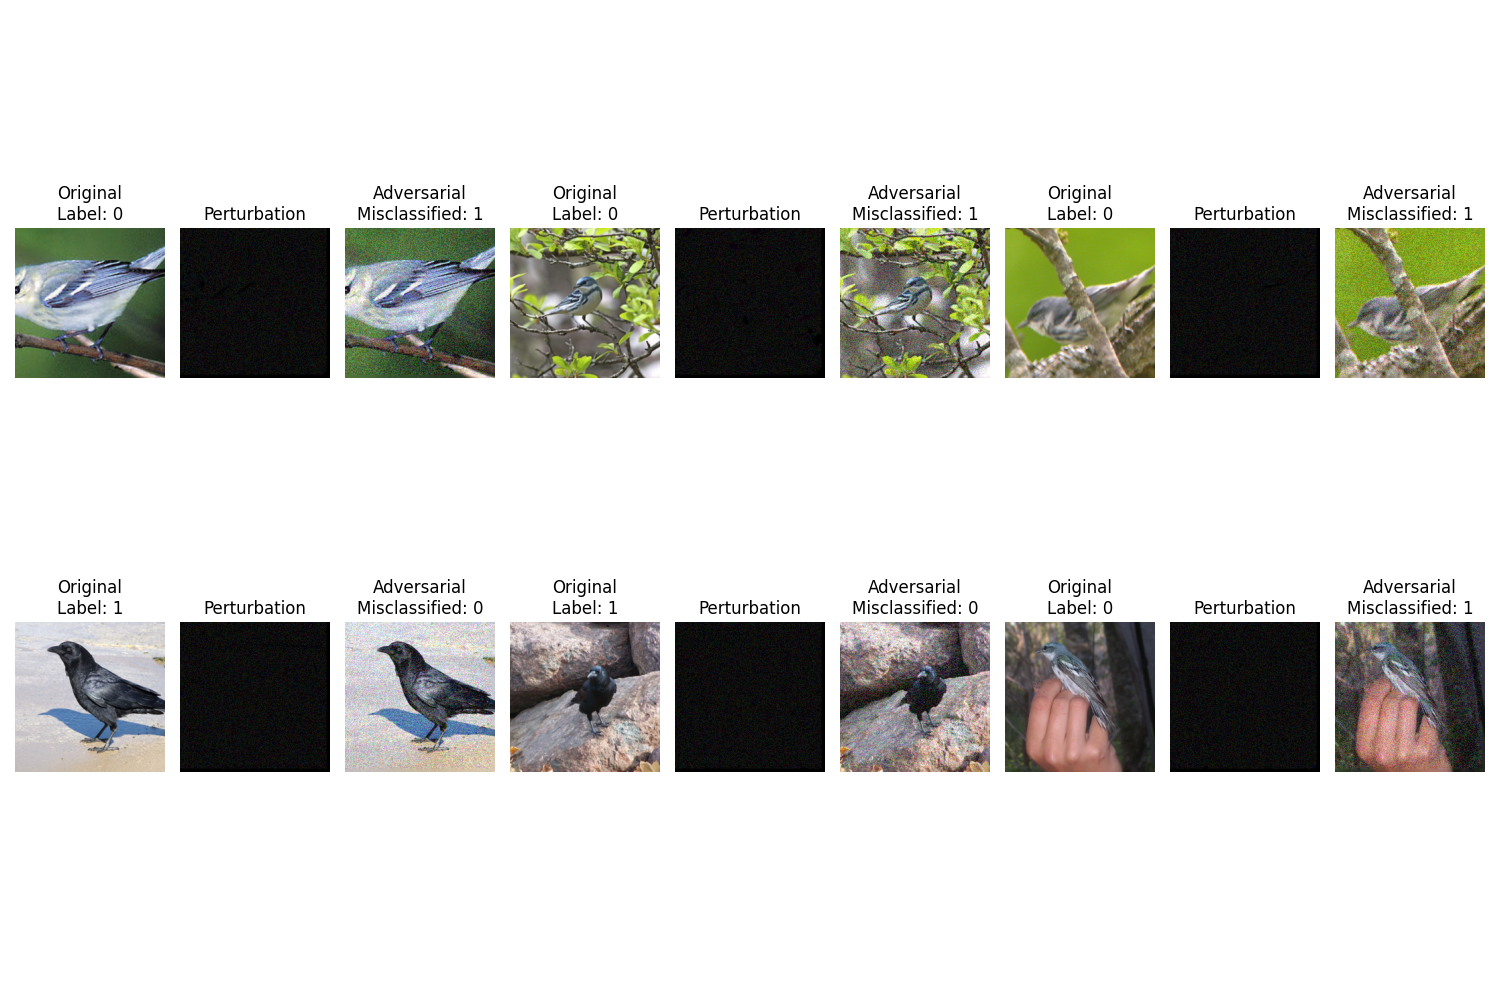 Original
Label: 0
Perturbation
Adversarial
Misclassified: 1
Original
Label: 0
Perturbation
Adversarial
Misclassified: 1
Original
Label: 0
Perturbation
Adversarial
Misclassified: 1
Original
Label: 1
Perturbation
Adversarial
Misclassified: 0
Original
Label: 1
Perturbation
Adversarial
Misclassified: 0
Original
Label: 0
Perturbation
Adversarial
Misclassified: 1